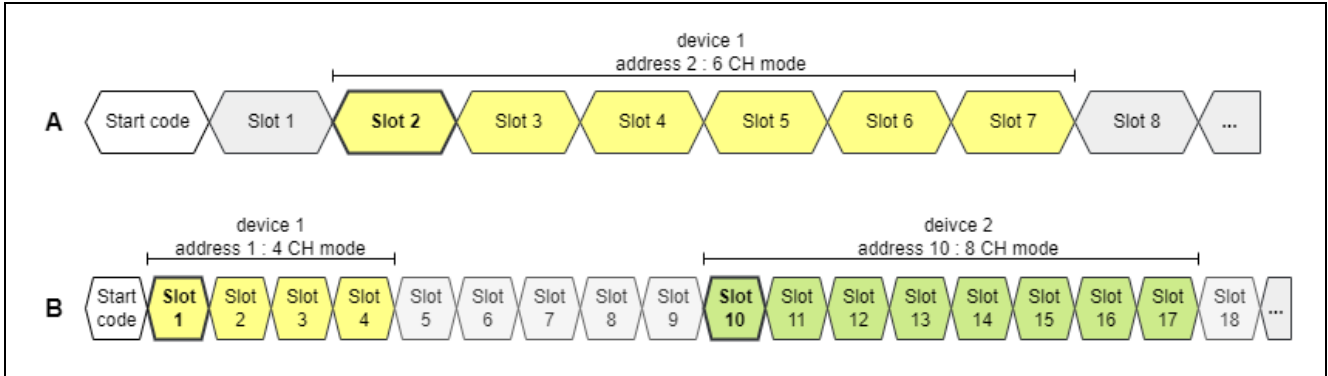 device 1
address 2 : 6 CH mode
A
Start code
Slot 1
Slot 2
Slot 3
Slot 4
Slot 5
Slot 6
Slot 7
Slot 8
...
device 1
address 1 : 4 CH mode
deivce 2
address 10 : 8 CH mode
B
Start
code
Slot
1
Slot
2
Slot
3
Slot
4
Slot
5
Slot
6
Slot
7
Slot
8
Slot
9
Slot
10
Slot
11
Slot
12
Slot
13
Slot
14
Slot
15
Slot
16
Slot
17
Slot
18
...